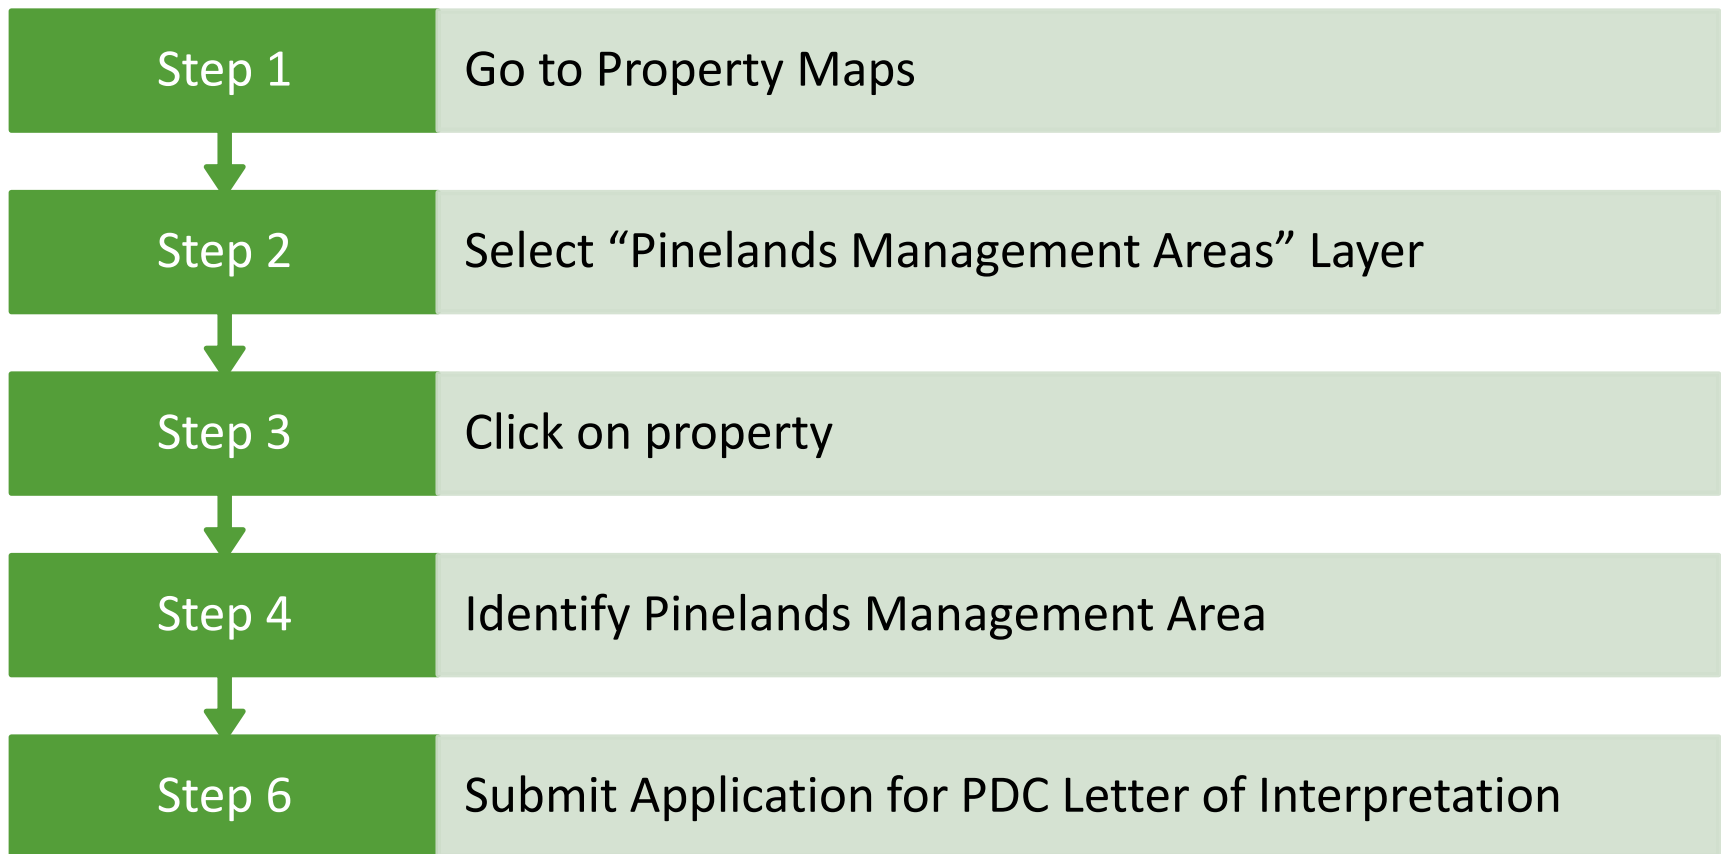 Step 1
Go to Property Maps
Step 2
Select “Pinelands Management Areas” Layer
Step 3
Click on property
Step 4
Identify Pinelands Management Area
Step 6
Submit Application for PDC Letter of Interpretation